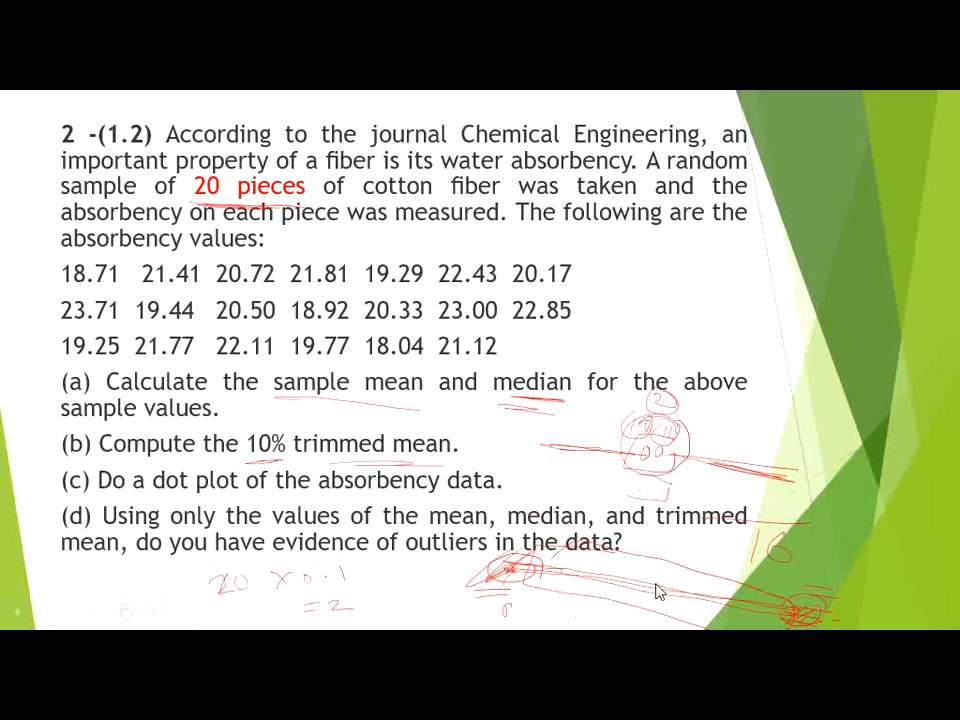 2 -(1.2) According to the journal Chemical Engineering, an
important property of a fiber is its water absorbency. A random
sample of 20 pieces of cotton fiber was taken and the
absorbency on each piece was measured. The following are the
absorbency values:
18.71 21.41 20.72 21.81 19.29 22.43 20.17
23.71 19.44 20.50 18.92 20.33 23.00 22.85
19.25 21.77 22.11 19.77 18.04 21.12
(a) Calculate the sample mean and median for the above
sample values.
2
(b) Compute the 10% trimmed mean.
(c) Do a dot plot of the absorbency data.
(d) Using only the values of the mean, median, and trimmed
mean, do you have evidence of outliers in the data?
16
20 x 0.1
= 2